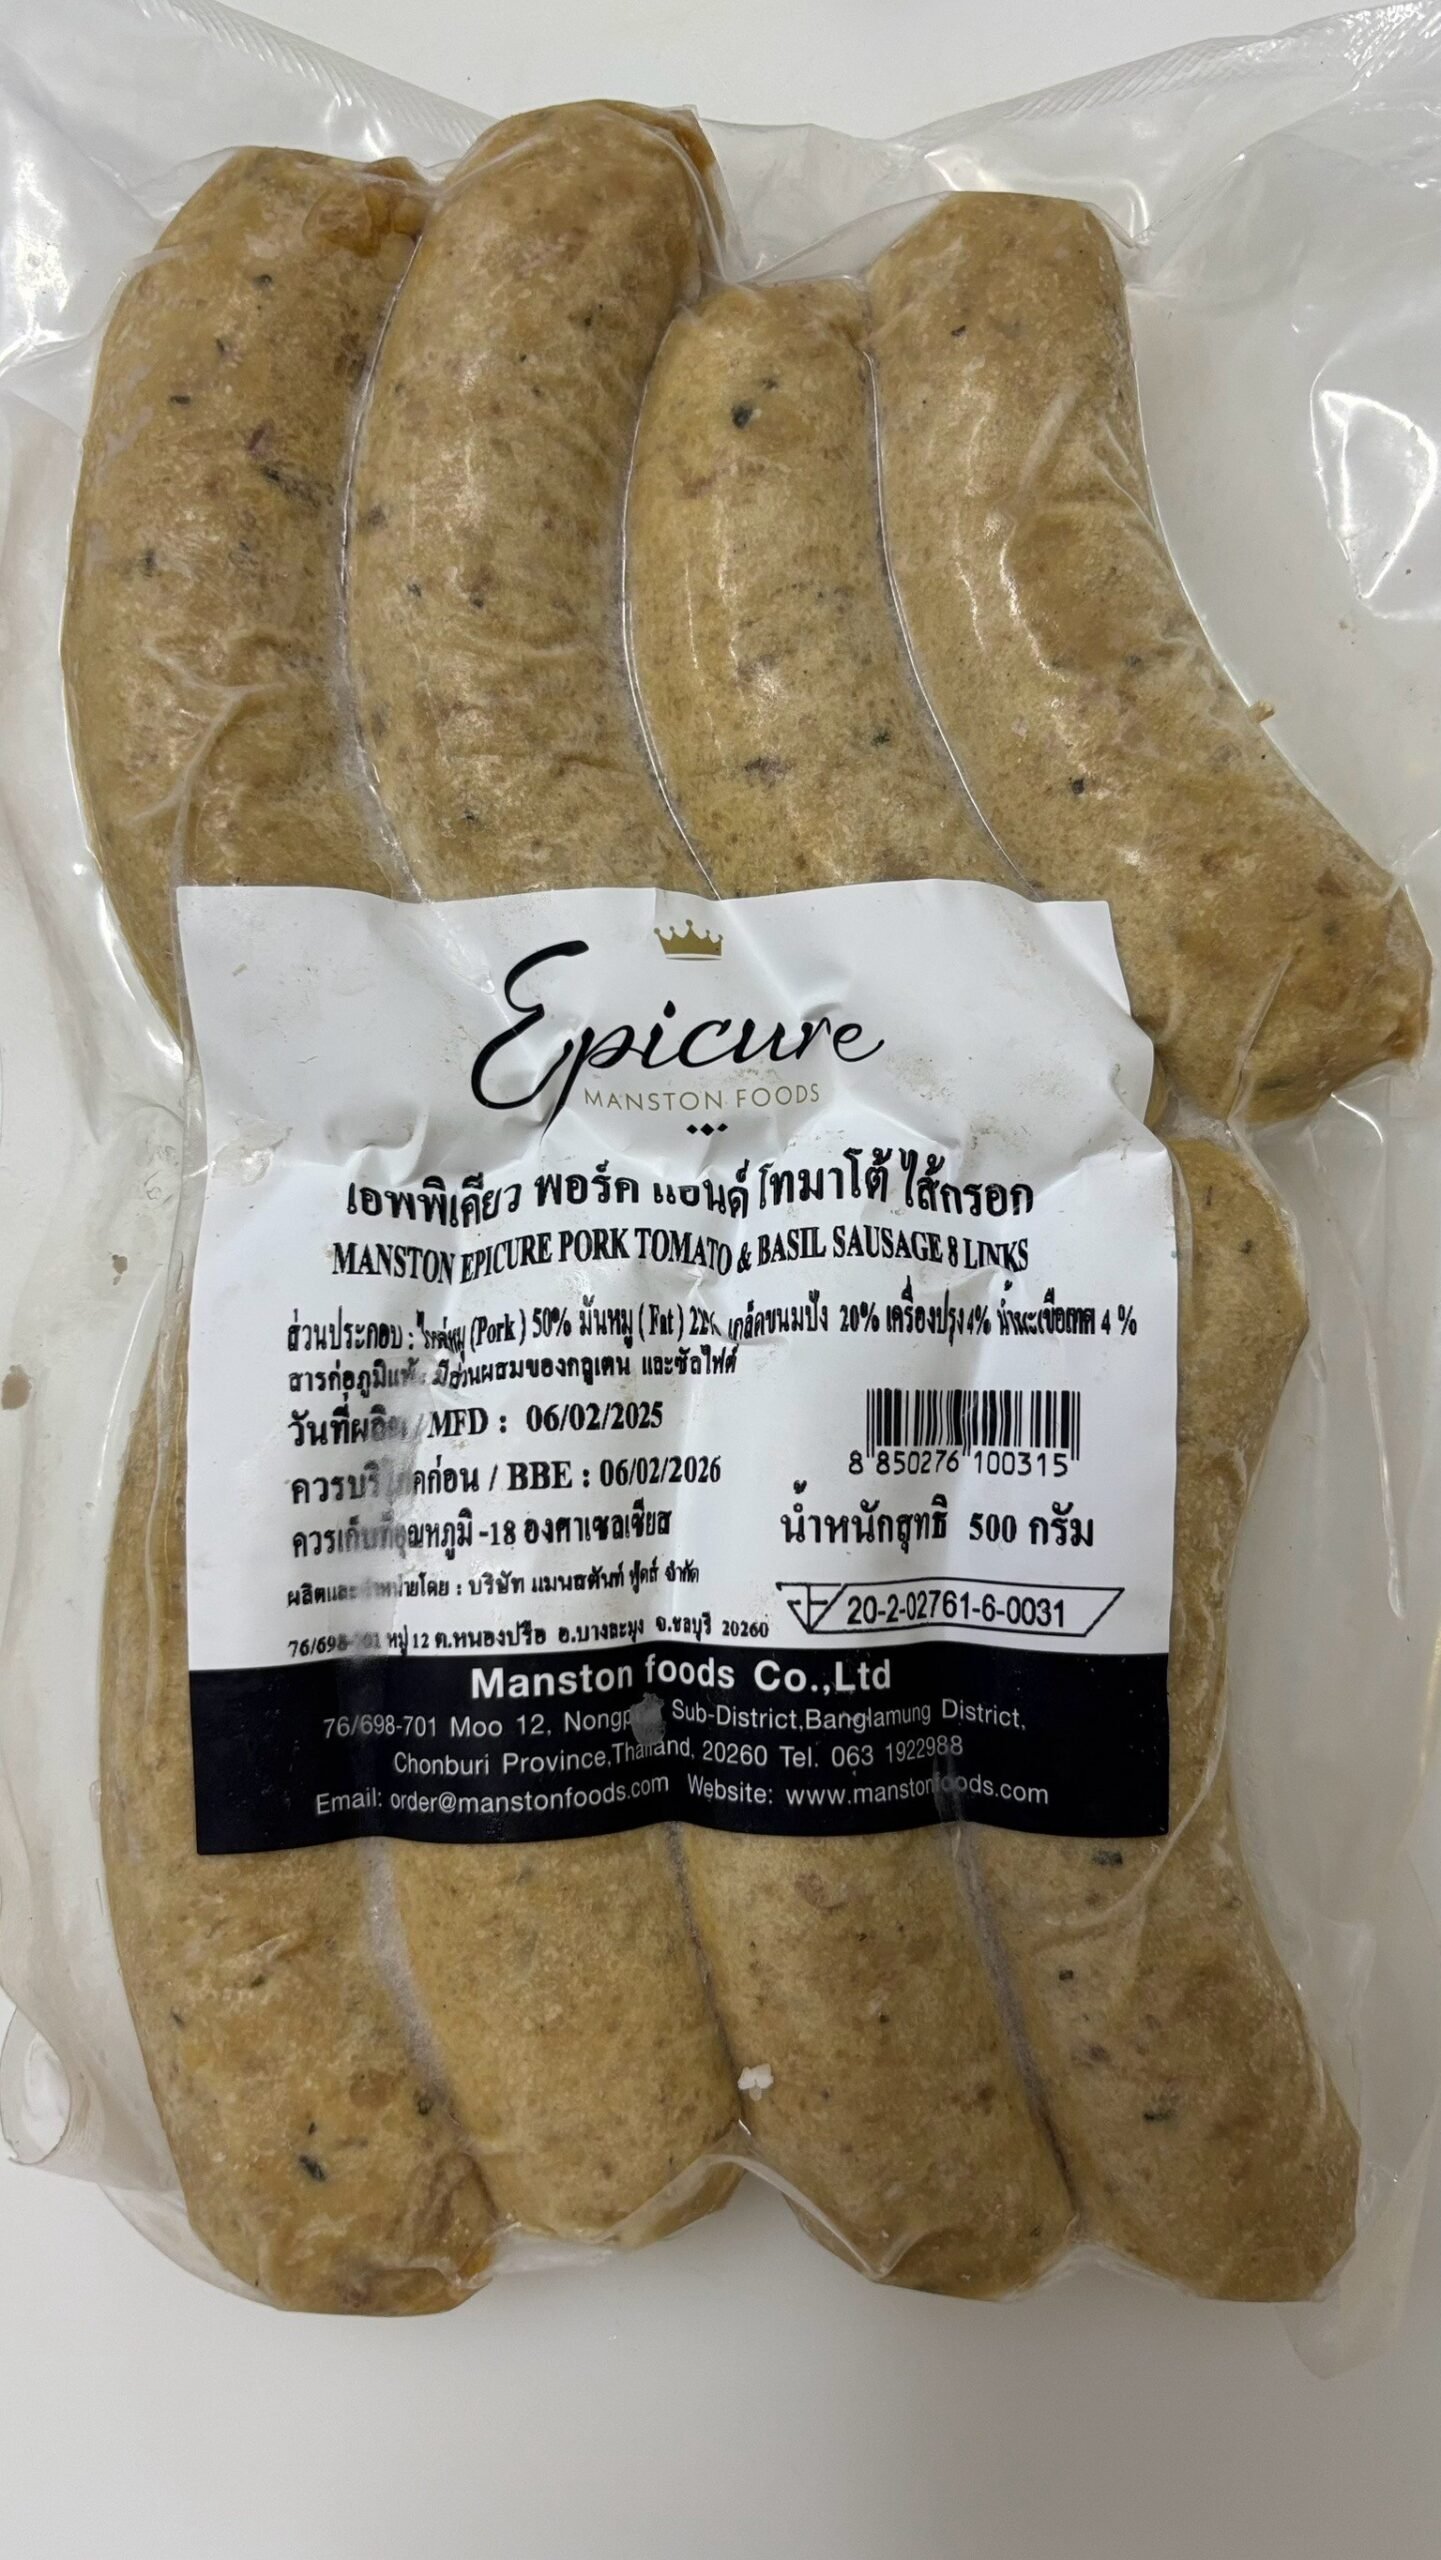 Epicure
MANSTON FOODS
เอพพิเคียว พอร์ค แอนด์ โทมาโต้ ไส้กรอก
MANSTON EPICURE PORK TOMATO & BASIL SAUSAGE 8 LINKS
ส่วนประกอบ : ไหล่หมู (Pork) 50% มันหมู (Fat) 22% เกล็ดขนมปัง 20% เครื่องปรุง 4% น้ำมะเขือเทศ 4 %
สารก่อภูมิแพ้ : มีส่วนผสมของกลูเตน และซัลไฟต์
วันที่ผลิต / MFD : 06/02/2025
ควรบริโภคก่อน / BBE : 06/02/2026
ควรเก็บที่อุณหภูมิ -18 องศาเซลเซียส
8 850276 100315
น้ำหนักสุทธิ 500 กรัม
ผลิตและจำหน่ายโดย : บริษัท แมนสตันท์ ฟู้ดส์ จำกัด
20-2-02761-6-0031
หมู่ 12 ต.หนองปรือ อ.บางละมุง จ.ชลบุรี 20260
Manston foods Co.,Ltd
76/698-701 Moo 12, Sub-District,Banglamung District,
Chonburi Province,Thailand, 20260 Tel. 063 1922988
Email: order@manstonfoods.com Website: www.manstonfoods.com